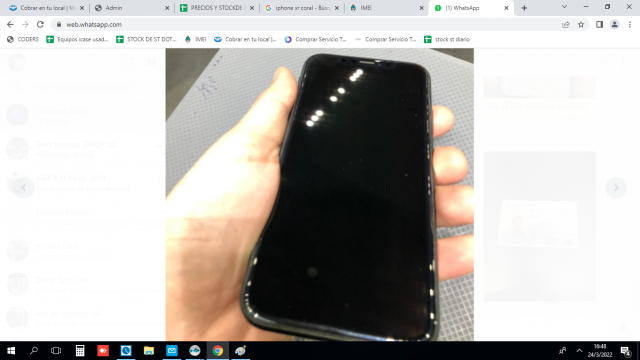 Cobrar en tu local | M
Admin
PRECIOS Y STOCKDE
iphone xr coral - Bús
IMEI
(1) WhatsApp
web.whatsapp.com
CODERS
Equipos icase usad...
STOCK DE ST DOT...
IMEI
Cobrar en tu local |...
Comprar Servicio T...
Comprar Servicio T...
stock st diario
16:48
24/3/2022